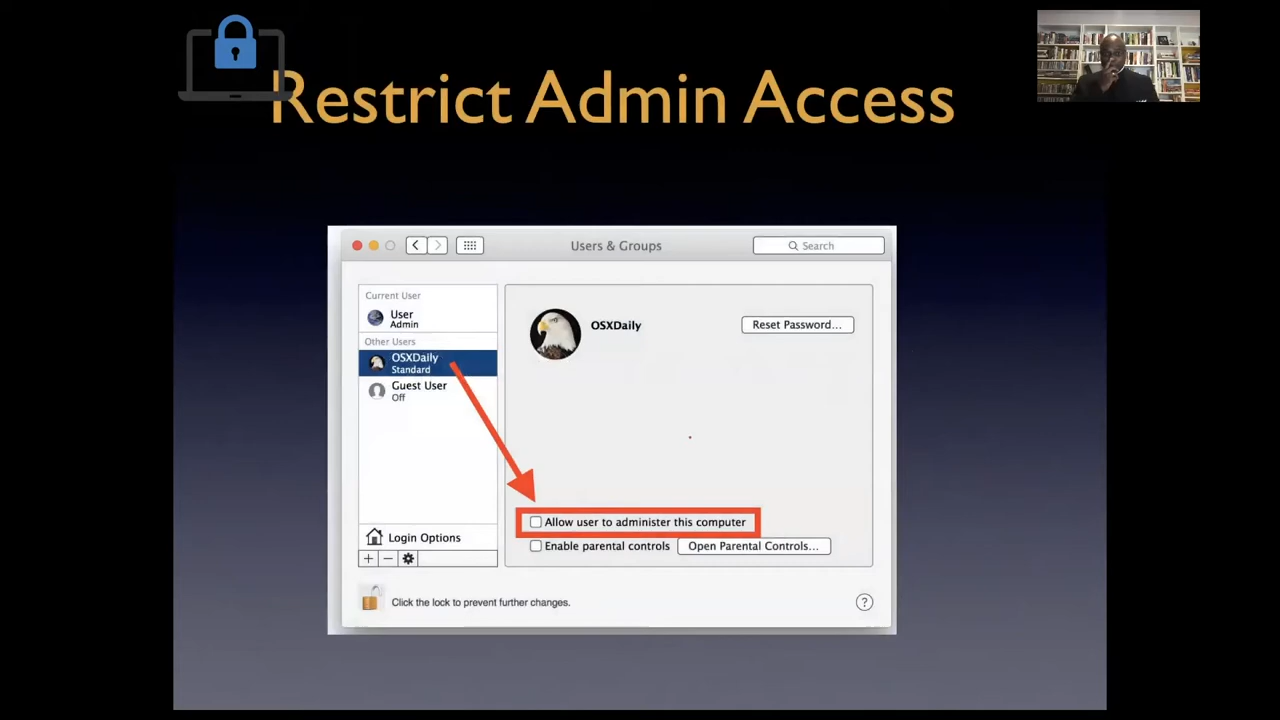 Restrict Admin Access
Users & Groups
Search
Current User
User
Admin
Other Users
OSXDaily
Standard
Guest User
Off
Login Options
OSXDaily
Reset Password...
Allow user to administer this computer
Enable parental controls
Open Parental Controls...
Click the lock to prevent further changes.
?